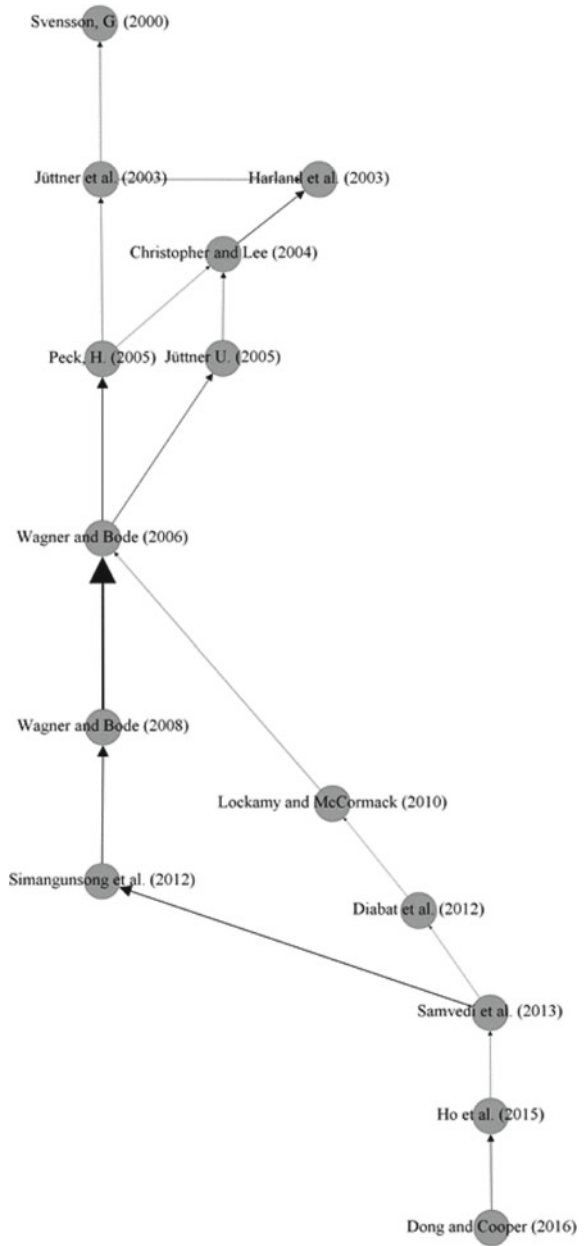 Svensson, G. (2000)
Jüttner et al. (2003)
Harland et al. (2003)
Christopher and Lee (2004)
Peck, H. (2005)
Jüttner U. (2005)
Wagner and Bode (2006)
Wagner and Bode (2008)
Lockamy and McCormack (2010)
Simangunsong et al. (2012)
Diabat et al. (2012)
Samvedi et al. (2013)
Ho et al. (2015)
Dong and Cooper (2016)